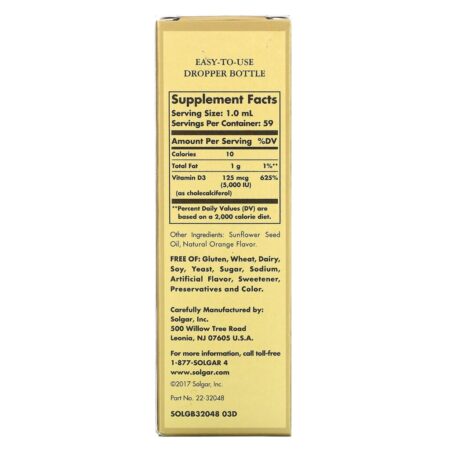 EASY-TO-USE
DROPPER BOTTLE
Supplement Facts
Serving Size: 1.0 mL
Servings Per Container: 59
Amount Per Serving %DV
Calories 10
Total Fat 1 g 1%**
Vitamin D3 125 mcg 625%
(5,000 IU)
(as cholecalciferol)
**Percent Daily Values (DV) are
based on a 2,000 calorie diet.
Other Ingredients: Sunflower Seed
Oil, Natural Orange Flavor.
FREE OF: Gluten, Wheat, Dairy,
Soy, Yeast, Sugar, Sodium,
Artificial Flavor, Sweetener,
Preservatives and Color.
Carefully Manufactured by:
Solgar, Inc.
500 Willow Tree Road
Leonia, NJ 07605 U.S.A.
For more information, call toll-free
1-877-SOLGAR 4
www.solgar.com
©2017 Solgar, Inc.
Part No. 22-32048
SOLGB32048 03D